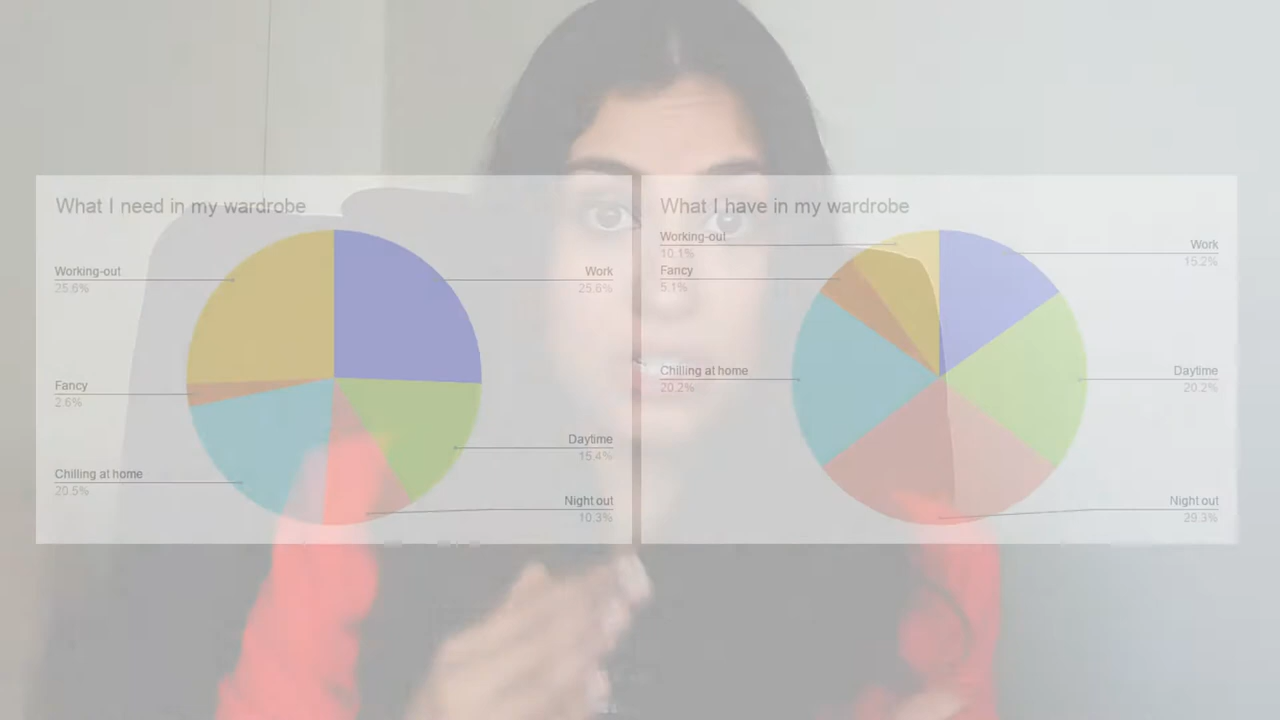 What I need in my wardrobe
Working-out
25.6%
Work
25.6%
Fancy
2.6%
Daytime
15.4%
Chilling at home
20.5%
Night out
10.3%
What I have in my wardrobe
Working-out
10.1%
Work
15.2%
Fancy
5.1%
Chilling at home
20.2%
Daytime
20.2%
Night out
29.3%